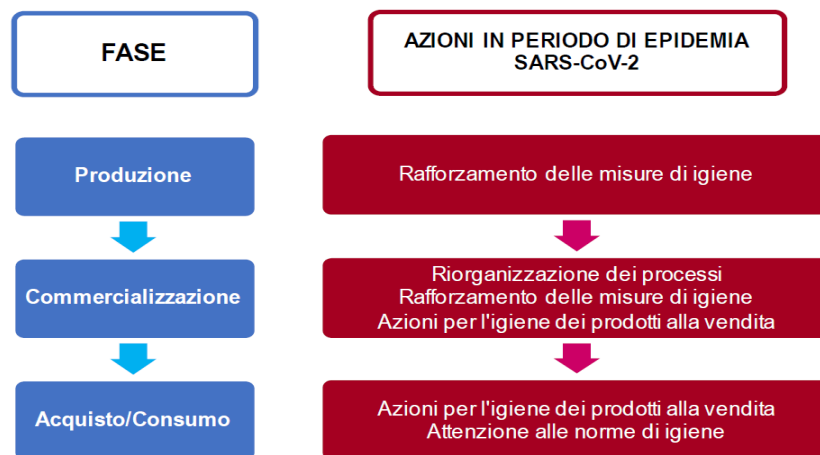 FASE
AZIONI IN PERIODO DI EPIDEMIA
SARS-CoV-2
Produzione
Rafforzamento delle misure di igiene
Commercializzazione
Riorganizzazione dei processi
Rafforzamento delle misure di igiene
Azioni per l'igiene dei prodotti alla vendita
Acquisto/Consumo
Azioni per l'igiene dei prodotti alla vendita
Attenzione alle norme di igiene